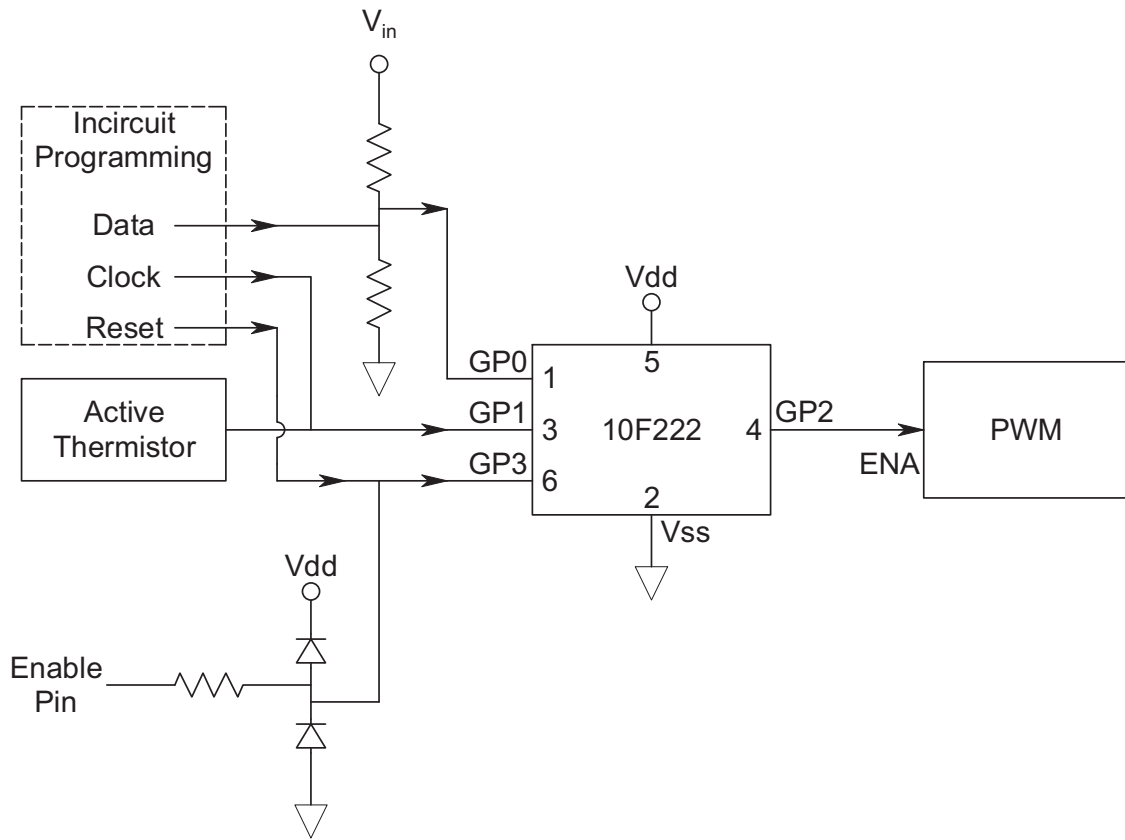 Vin
Incircuit
Programming
Data
Clock
Reset
Vdd
GP0
1
5
Active
Thermistor
GP1
3
10F222
4
GP2
PWM
GP3
6
ENA
2
Vss
Vdd
Enable
Pin